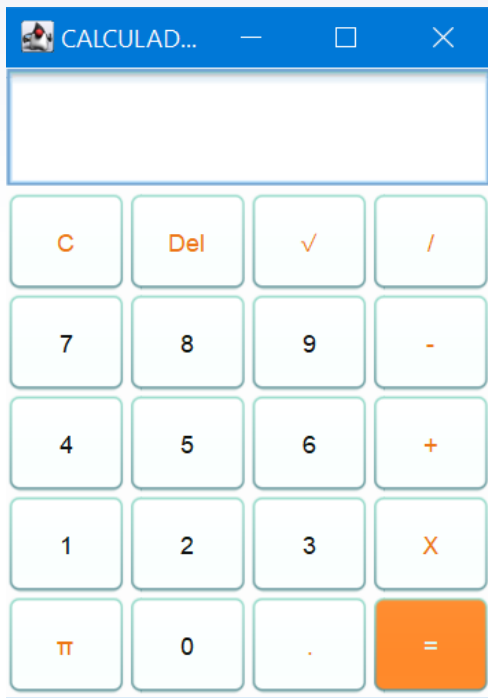 CALCULAD...
C Del √ /
7 8 9 -
4 5 6 +
1 2 3 X
π 0 . =